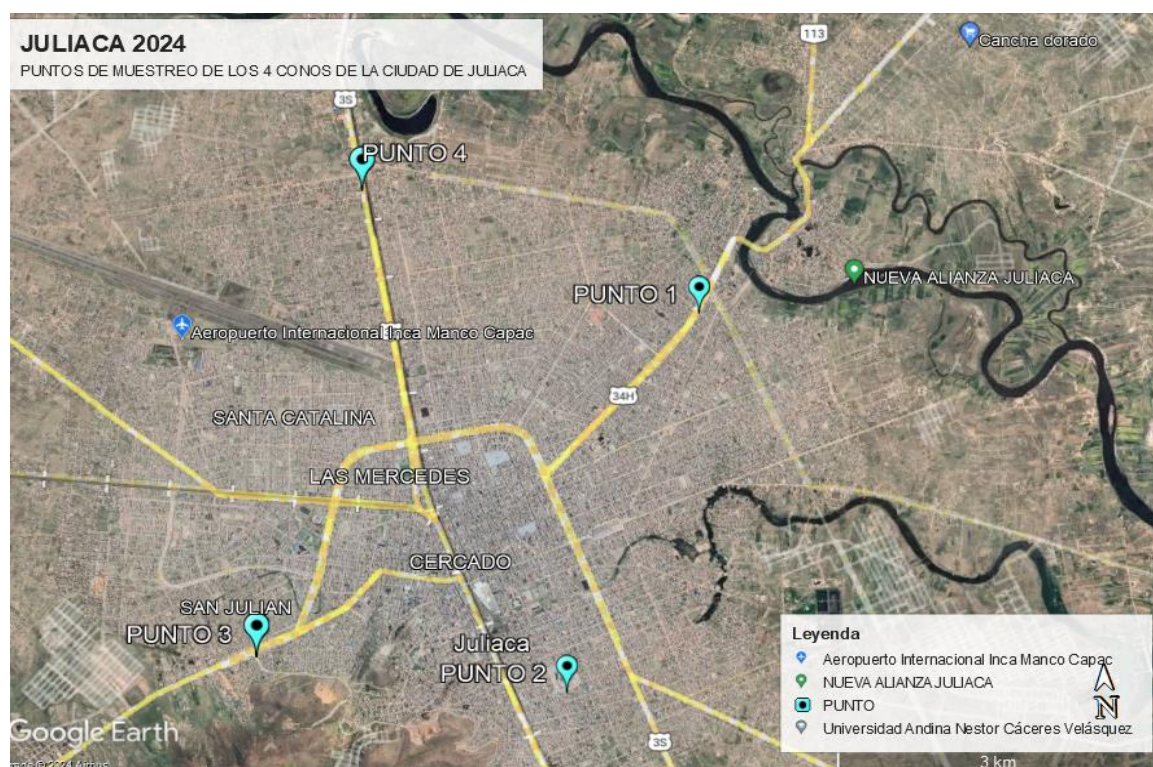 JULIACA 2024
PUNTOS DE MUESTREO DE LOS 4 CONOS DE LA CIUDAD DE JULIACA
113
Cancha dorado
3S
PUNTO 4
NUEVA ALIANZA JULIACA
PUNTO 1
Aeropuerto Internacional Inca Manco Capac
34H
SANTA CATALINA
LAS MERCEDES
CERCADO
SAN JULIAN
PUNTO 3
Juliaca
PUNTO 2
Leyenda
Aeropuerto Internacional Inca Manco Capac
NUEVA ALIANZA JULIACA
PUNTO
Universidad Andina Nestor Cáceres Velásquez
N
3S
Google Earth
© 2024 Airbus
3 km